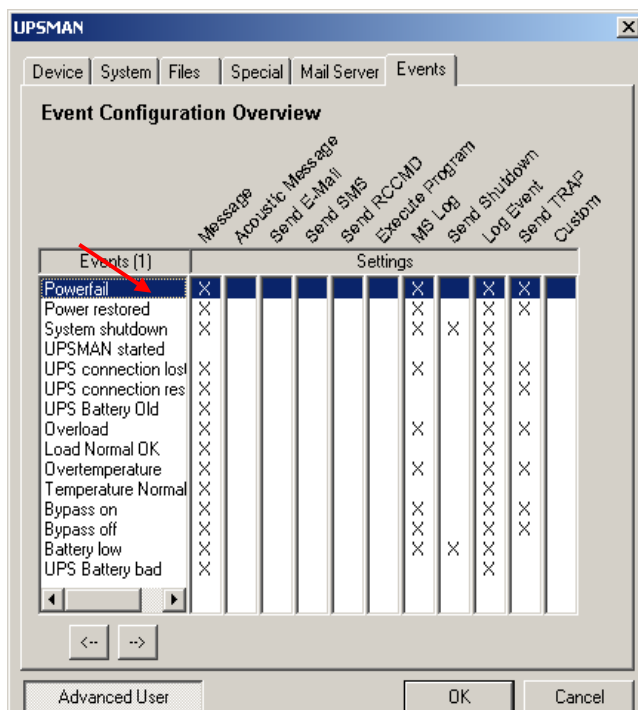 UPSMAN
Device System Files Special Mail Server Events
Event Configuration Overview
Message Acoustic Message Send E-Mail Send SMS Send RCCMD Execute Program MS Log Send Shutdown Log Event Send TRAP Custom
Events (1) Settings
Powerfail X X X X
Power restored X X X X
System shutdown X X X X
UPSMAN started X
UPS connection lost X X X X
UPS connection res X X X
UPS Battery Old X X
Overload X X X X
Load Normal OK X X
Overtemperature X X X X
Temperature Normal X X
Bypass on X X X X
Bypass off X X X X
Battery low X X X X
UPS Battery bad X X
<-- -->
Advanced User OK Cancel